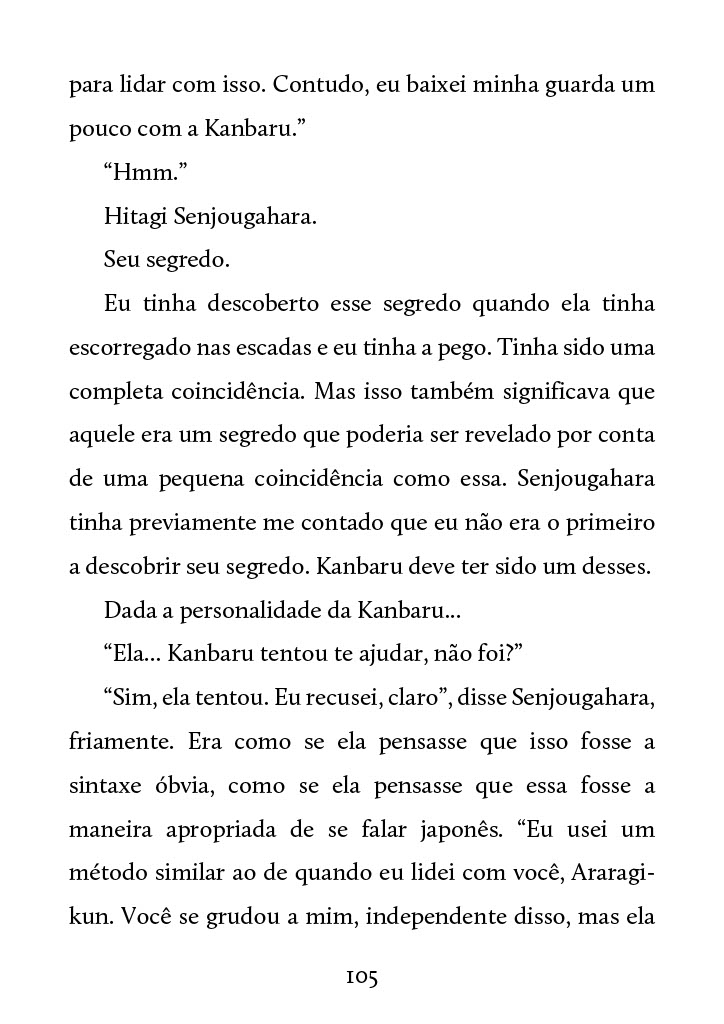 para lidar com isso. Contudo, eu baixei minha guarda um
pouco com a Kanbaru.”
“Hmm.”
Hitagi Senjougahara.
Seu segredo.
Eu tinha descoberto esse segredo quando ela tinha
escorregado nas escadas e eu tinha a pego. Tinha sido uma
completa coincidência. Mas isso também significava que
aquele era um segredo que poderia ser revelado por conta
de uma pequena coincidência como essa. Senjougahara
tinha previamente me contado que eu não era o primeiro
a descobrir seu segredo. Kanbaru deve ter sido um desses.
Dada a personalidade da Kanbaru...
“Ela... Kanbaru tentou te ajudar, não foi?”
“Sim, ela tentou. Eu recusei, claro”, disse Senjougahara,
friamente. Era como se ela pensasse que isso fosse a
sintaxe óbvia, como se ela pensasse que essa fosse a
maneira apropriada de se falar japonês. “Eu usei um
método similar ao de quando eu lidei com você, Araragi-
kun. Você se grudou a mim, independente disso, mas ela
105